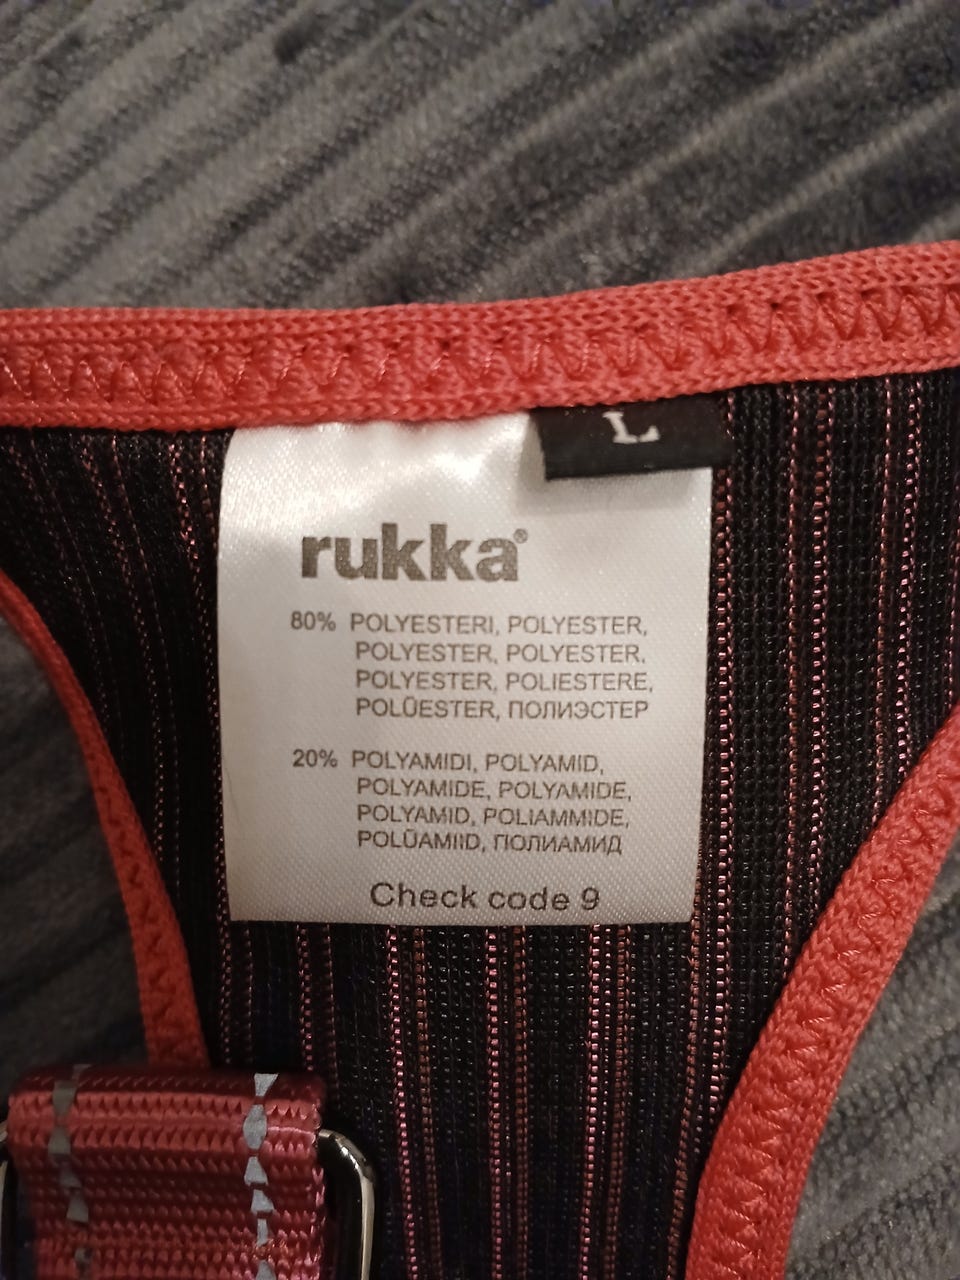 L
rukka®
80% POLYESTERI, POLYESTER,
POLYESTER, POLYESTER,
POLYESTER, POLIESTERE,
POLÜESTER, ПОЛИЭСТЕР
20% POLYAMIDI, POLYAMID,
POLYAMIDE, POLYAMIDE,
POLYAMID, POLIAMMIDE,
POLÜAMIID, ПОЛИАМИД
Check code 9